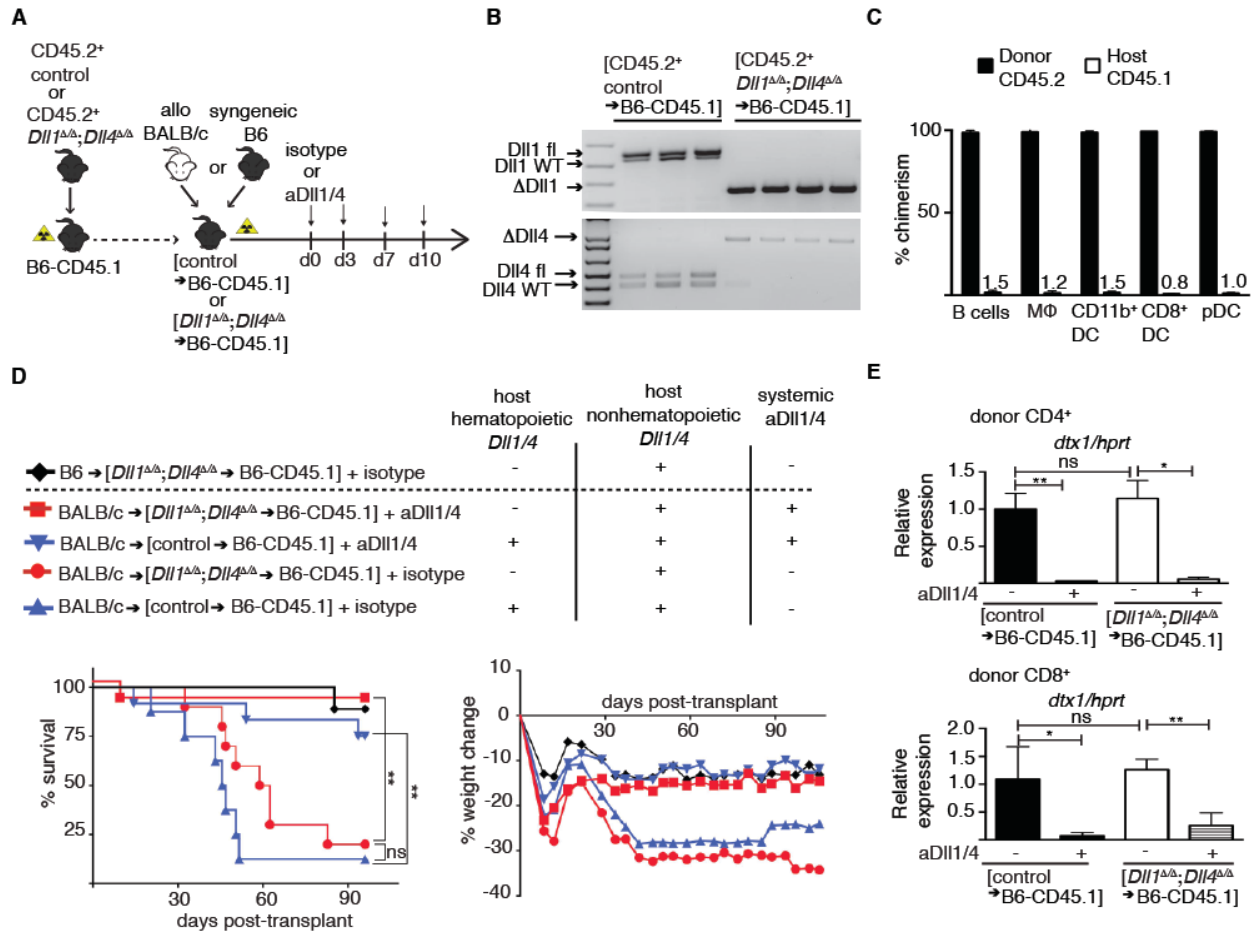 A
CD45.2+
control
or
CD45.2+
Dll1Δ/Δ;Dll4Δ/Δ
allo
BALB/c
or
syngeneic
B6
isotype
or
aDll1/4
B6-CD45.1
d0 d3 d7 d10
[control
➔B6-CD45.1]
or
[Dll1Δ/Δ;Dll4Δ/Δ
➔B6-CD45.1]
B
[CD45.2+
control
➔B6-CD45.1]
[CD45.2+
Dll1Δ/Δ;Dll4Δ/Δ
➔B6-CD45.1]
Dll1 fl
Dll1 WT
ΔDll1
ΔDll4
Dll4 fl
Dll4 WT
C
Donor
CD45.2
Host
CD45.1
% chimerism
100
50
1.5 1.2 1.5 0.8 1.0
B cells MΦ CD11b+ CD8+ pDC
DC DC
D
host
hematopoietic
Dll1/4
host
nonhematopoietic
Dll1/4
systemic
aDll1/4
B6➔[Dll1Δ/Δ;Dll4Δ/Δ➔ B6-CD45.1] + isotype - + -
BALB/c➔[Dll1Δ/Δ;Dll4Δ/Δ➔B6-CD45.1] + aDll1/4 - + +
BALB/c➔[control➔B6-CD45.1] + aDll1/4 + + +
BALB/c➔[Dll1Δ/Δ;Dll4Δ/Δ➔ B6-CD45.1] + isotype - + -
BALB/c➔[control➔ B6-CD45.1] + isotype + + -
% survival
100
75
50
25
30 60 90
days post-transplant
**
**
ns
% weight change
10
0
-10
-20
-30
-40
days post-transplant
30 60 90
E
donor CD4+
dtx1/hprt
ns
** *
Relative
expression
1.5
1.0
0.5
aDll1/4 - + - +
[control
➔B6-CD45.1]
[Dll1Δ/Δ;Dll4Δ/Δ
➔B6-CD45.1]
donor CD8+
dtx1/hprt
ns
* **
Relative
expression
2.0
1.5
1.0
0.5
aDll1/4 - + - +
[control
➔B6-CD45.1]
[Dll1Δ/Δ;Dll4Δ/Δ
➔B6-CD45.1]